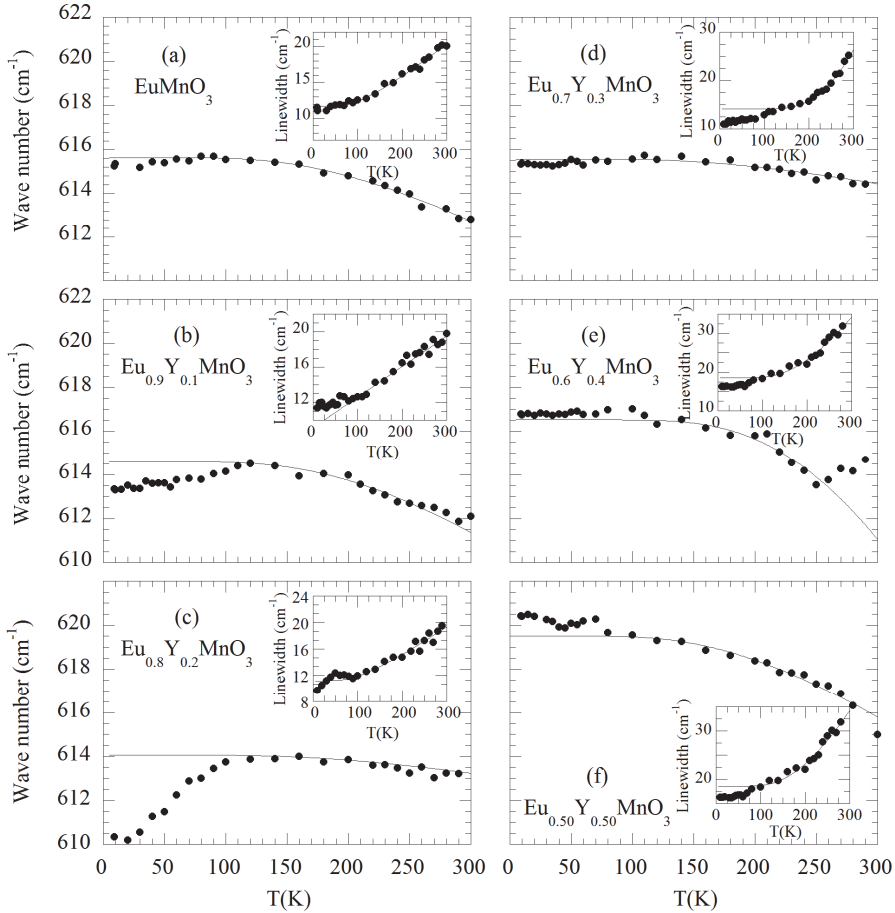 622
620
618
616
614
612
Wave number (cm-1)
(a)
EuMnO3
20
16
12
Linewidth (cm-1)
0 100 200 300
T(K)
(d)
Eu0.7Y0.3MnO3
30
20
10
Linewidth (cm-1)
0 100 200 300
T(K)
622
620
618
616
614
612
610
Wave number (cm-1)
(b)
Eu0.9Y0.1MnO3
20
16
12
Linewidth (cm-1)
0 100 200 300
T(K)
(e)
Eu0.6Y0.4MnO3
30
20
10
Linewidth (cm-1)
0 100 200 300
T(K)
620
618
616
614
612
610
Wave number (cm-1)
(c)
Eu0.8Y0.2MnO3
24
20
16
12
8
Linewidth (cm-1)
0 100 200 300
T(K)
(f)
Eu0.50Y0.50MnO3
30
20
Linewidth (cm-1)
0 100 200 300
T(K)
0 50 100 150 200 250 300
T(K)
0 50 100 150 200 250 300
T(K)